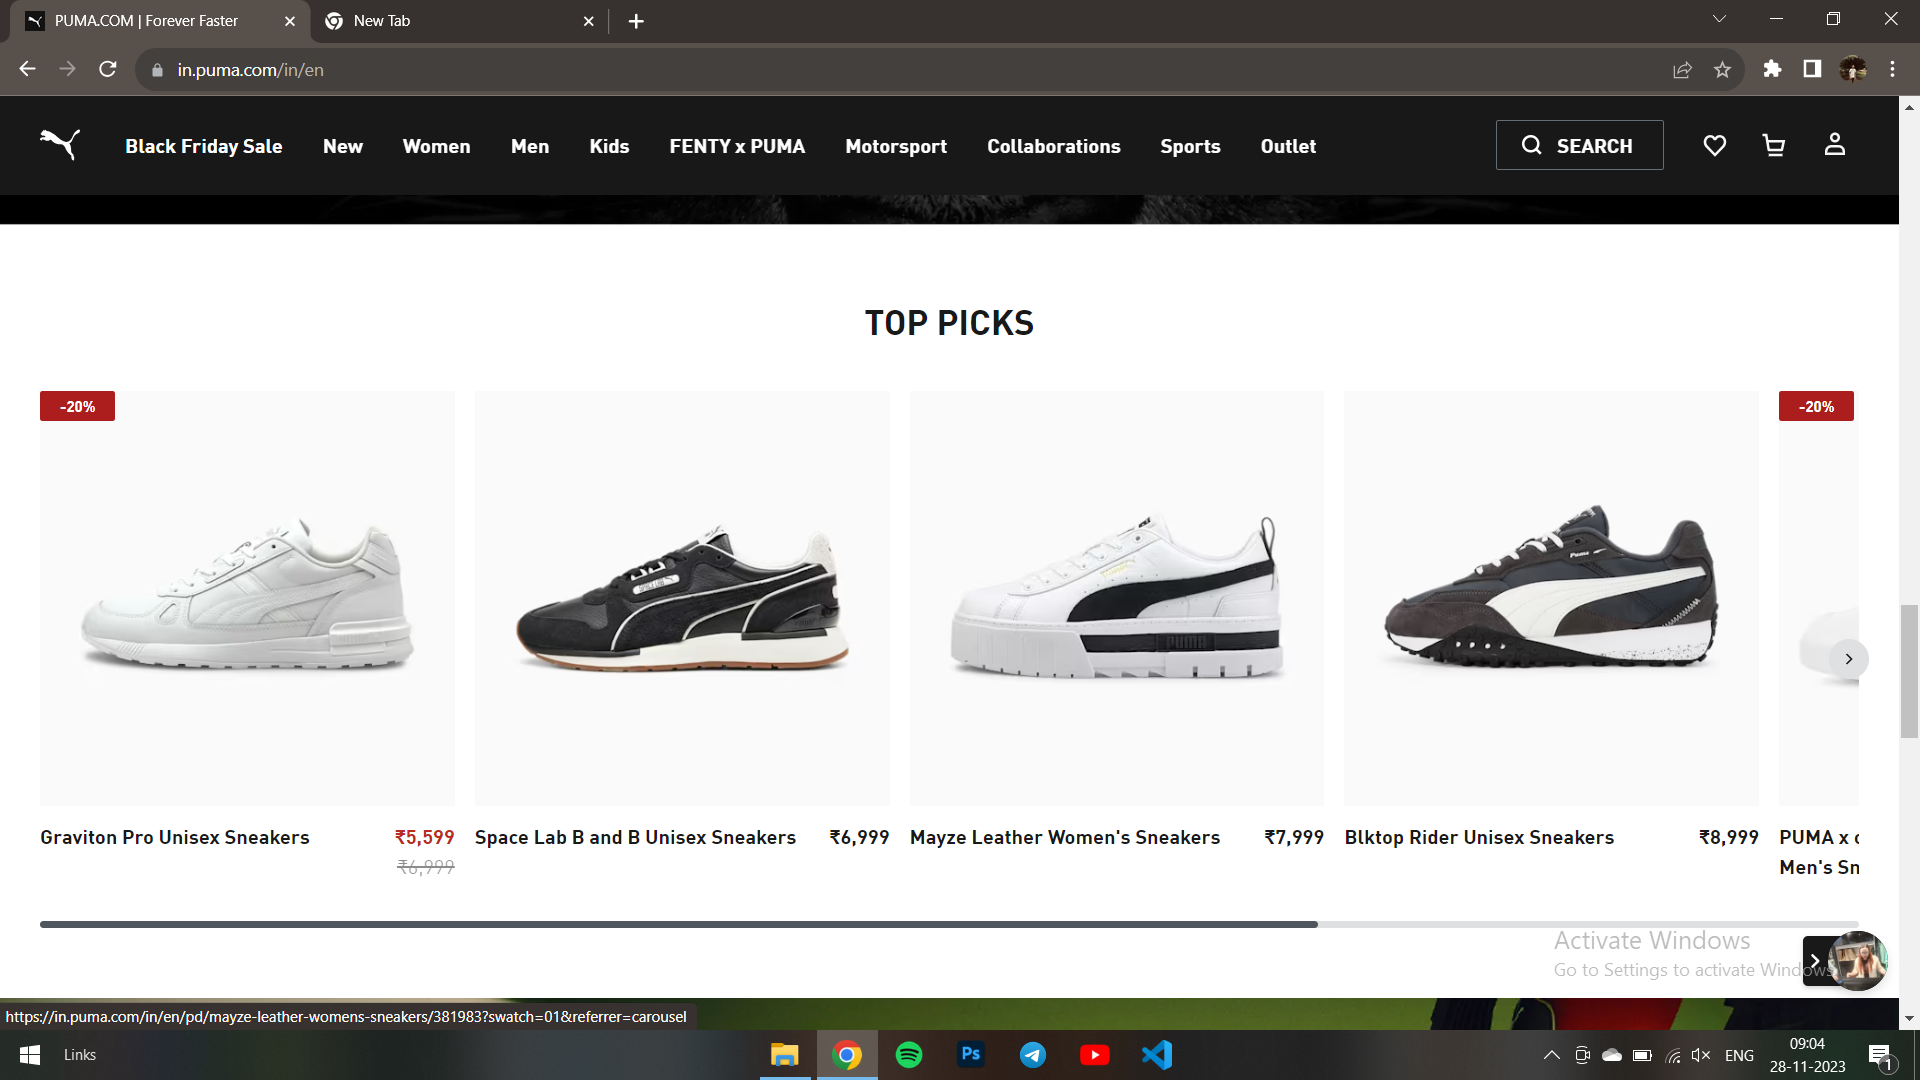 PUMA.COM | Forever Faster
New Tab
in.puma.com/in/en
Black Friday Sale New Women Men Kids FENTY x PUMA Motorsport Collaborations Sports Outlet SEARCH
TOP PICKS
-20%
-20%
Graviton Pro Unisex Sneakers ₹5,599
₹6,999
Space Lab B and B Unisex Sneakers ₹6,999
Mayze Leather Women's Sneakers ₹7,999
Blktop Rider Unisex Sneakers ₹8,999
PUMA x
Men's Sn
Activate Windows
Go to Settings to activate Windows.
https://in.puma.com/in/en/pd/mayze-leather-womens-sneakers/381983?swatch=01&referrer=carousel
Links
Ps
ENG
09:04
28-11-2023
1